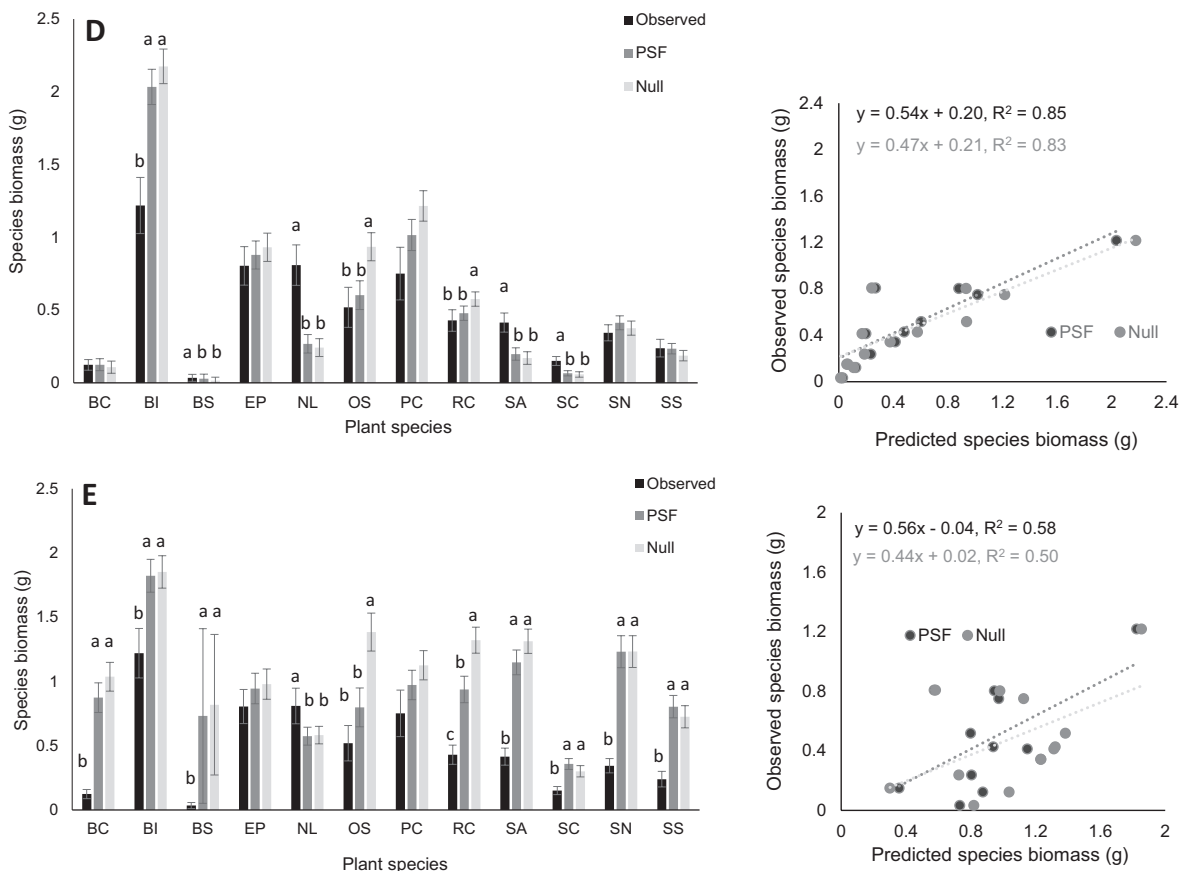 D
Observed
PSF
Null
Species biomass (g)
2.5
2
1.5
1
0.5
0
a a
b
a b b
a
b b
b b
a
b b
a
a
b b
a
b b
BC BI BS EP NL OS PC RC SA SC SN SS
Plant species
y = 0.54x + 0.20, R² = 0.85
y = 0.47x + 0.21, R² = 0.83
Observed species biomass (g)
2.4
2
1.6
1.2
0.8
0.4
0
PSF Null
0 0.4 0.8 1.2 1.6 2 2.4
Predicted species biomass (g)
E
Observed
PSF
Null
Species biomass (g)
2.5
2
1.5
1
0.5
0
b
a a
b
a a
b
a a
a
b b
b
b
a
c
b
a
b
a a
b
a a
b
a a
b
a a
BC BI BS EP NL OS PC RC SA SC SN SS
Plant species
y = 0.56x - 0.04, R² = 0.58
y = 0.44x + 0.02, R² = 0.50
Observed species biomass (g)
2
1.6
1.2
0.8
0.4
0
PSF Null
0 0.4 0.8 1.2 1.6 2
Predicted species biomass (g)